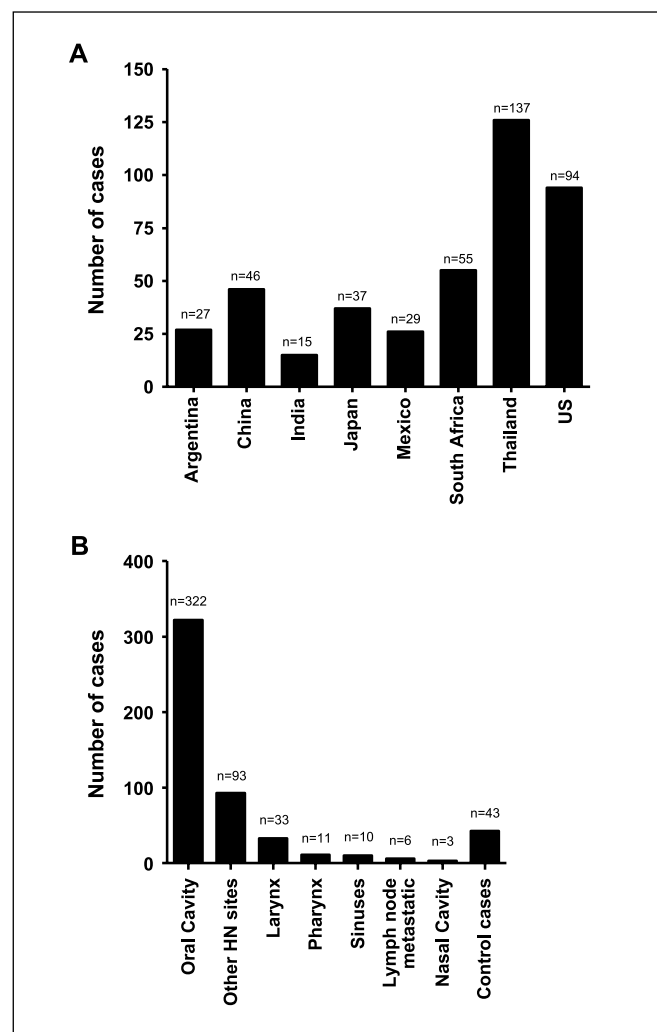 A
Number of cases
150
125
100
75
50
25
0
n=27
n=46
n=15
n=37
n=29
n=55
n=137
n=94
Argentina
China
India
Japan
Mexico
South Africa
Thailand
US
B
Number of cases
400
300
200
100
0
n=322
n=93
n=33
n=11
n=10
n=6
n=3
n=43
Oral Cavity
Other HN sites
Larynx
Pharynx
Sinuses
Lymph node
metastatic
Nasal Cavity
Control cases